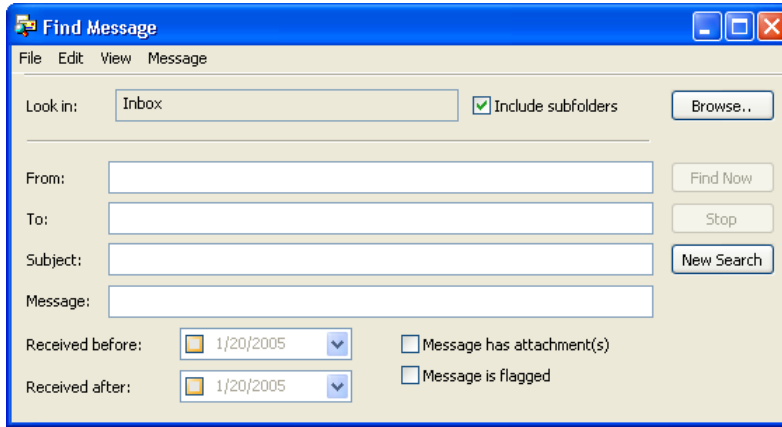 Find Message
File Edit View Message
Look in: Inbox Include subfolders Browse..
From: Find Now
To: Stop
Subject: New Search
Message:
Received before: 1/20/2005 Message has attachment(s)
Message is flagged
Received after: 1/20/2005